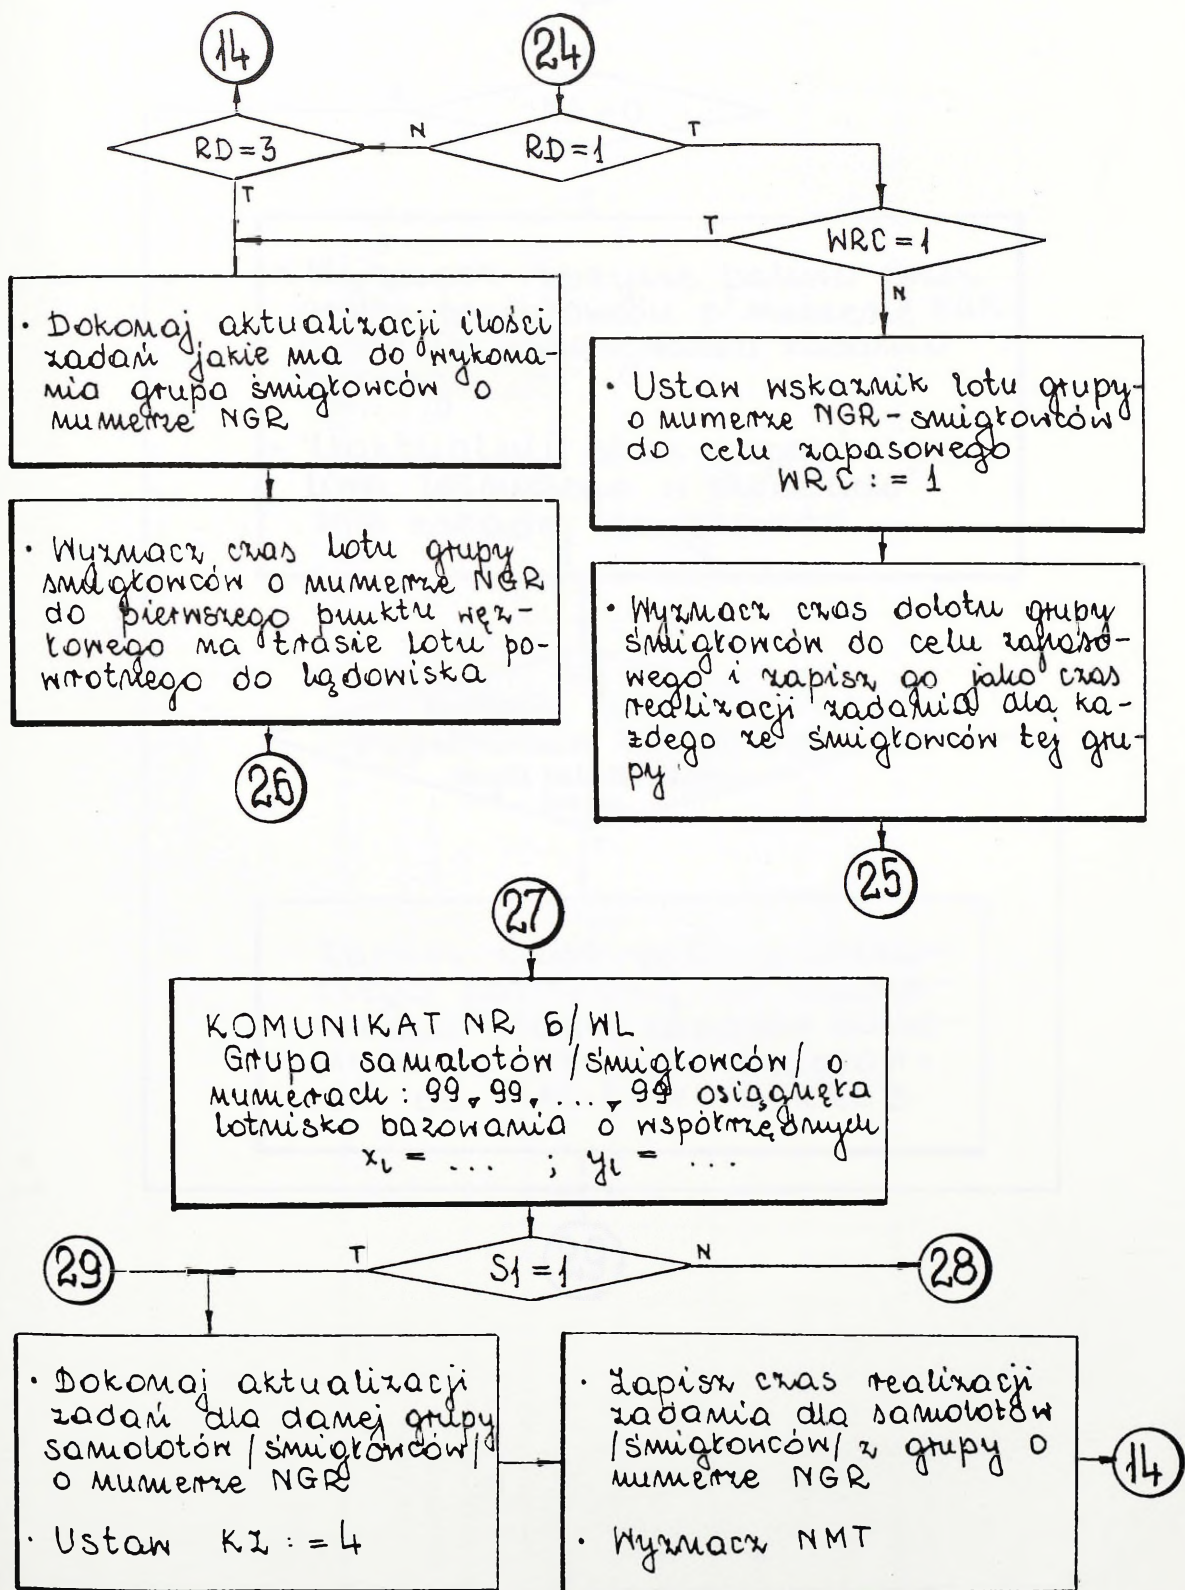 14
24
RD=3
N
RD=1
T
T
T
WRC=1
N
· Dokonaj aktualizacji ilości
zadań jakie ma do wykona-
nia grupa śmigłowców o
numerze NGR
· Ustaw wskaźnik lotu grupy
o numerze NGR-śmigłowców
do celu zapasowego
WRC:=1
· Wyznacz czas lotu grupy
śmigłowców o numerze NGR
do pierwszego punktu węz-
łowego na trasie lotu po-
wrotnego do lądowiska
· Wyznacz czas dolotu grupy
śmigłowców do celu zapaso-
wego i zapisz go jako czas
realizacji zadania dla ka-
żdego ze śmigłowców tej gru-
py
26
25
27
KOMUNIKAT NR 6/WL
Grupa samolotów /śmigłowców/ o
numerach: 99, 99, ..., 99 osiągnęła
lotnisko bazowania o współrzędnych
xl = ... ; yl = ...
29
T
S1=1
N
28
· Dokonaj aktualizacji
zadań dla danej grupy
samolotów /śmigłowców/
o numerze NGR
· Ustaw KZ:=4
· Zapisz czas realizacji
zadania dla samolotów
/śmigłowców/ z grupy o
numerze NGR
· Wyznacz NMT
14